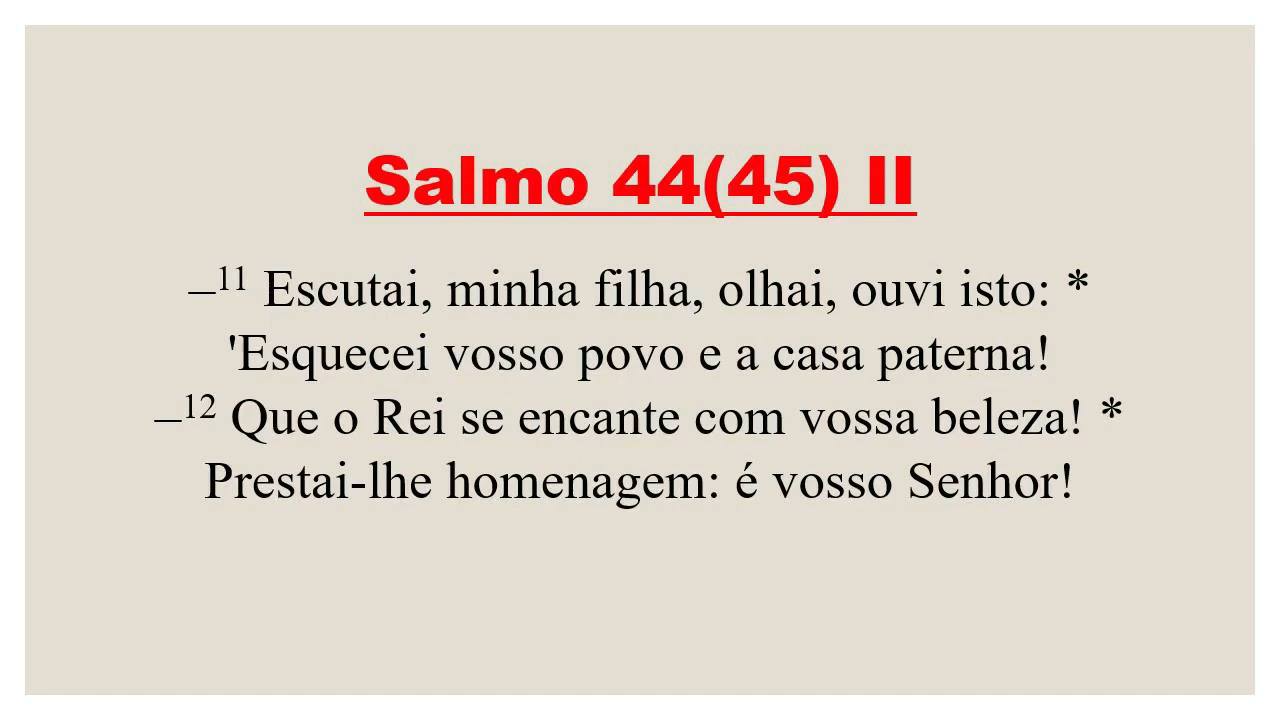 Salmo 44(45) II
–¹¹ Escutai, minha filha, olhai, ouvi isto: *
'Esquecei vosso povo e a casa paterna!
–¹² Que o Rei se encante com vossa beleza! *
Prestai-lhe homenagem: é vosso Senhor!